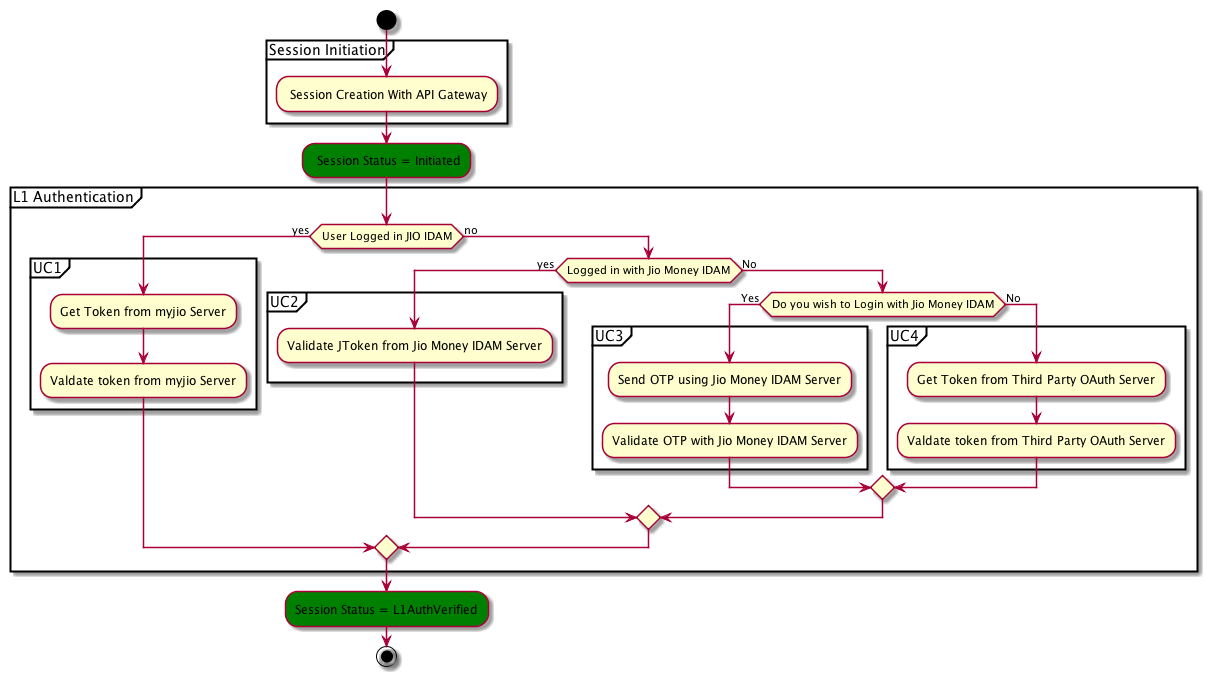 Session Initiation
Session Creation With API Gateway
Session Status = Initiated
L1 Authentication
yes
User Logged in JIO IDAM
no
UC1
Get Token from myjio Server
Valdate token from myjio Server
yes
Logged in with Jio Money IDAM
No
UC2
Validate JToken from Jio Money IDAM Server
Yes
Do you wish to Login with Jio Money IDAM
No
UC3
Send OTP using Jio Money IDAM Server
Validate OTP with Jio Money IDAM Server
UC4
Get Token from Third Party OAuth Server
Valdate token from Third Party OAuth Server
Session Status = L1AuthVerified